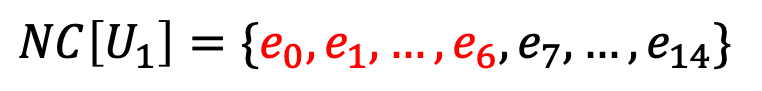 NC[U₁] = {e₀, e₁, ..., e₆, e₇, ..., e₁₄}